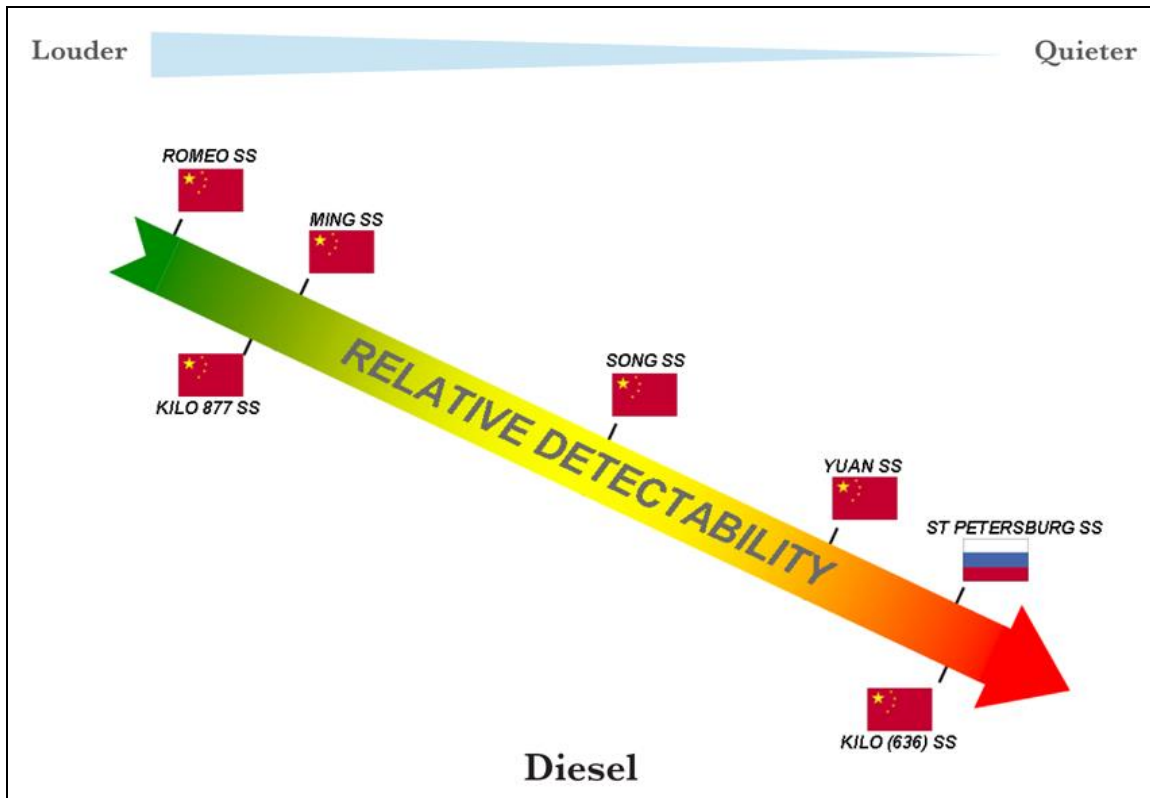 Louder
Quieter
ROMEO SS
MING SS
KILO 877 SS
SONG SS
RELATIVE DETECTABILITY
YUAN SS
ST PETERSBURG SS
KILO (636) SS
Diesel